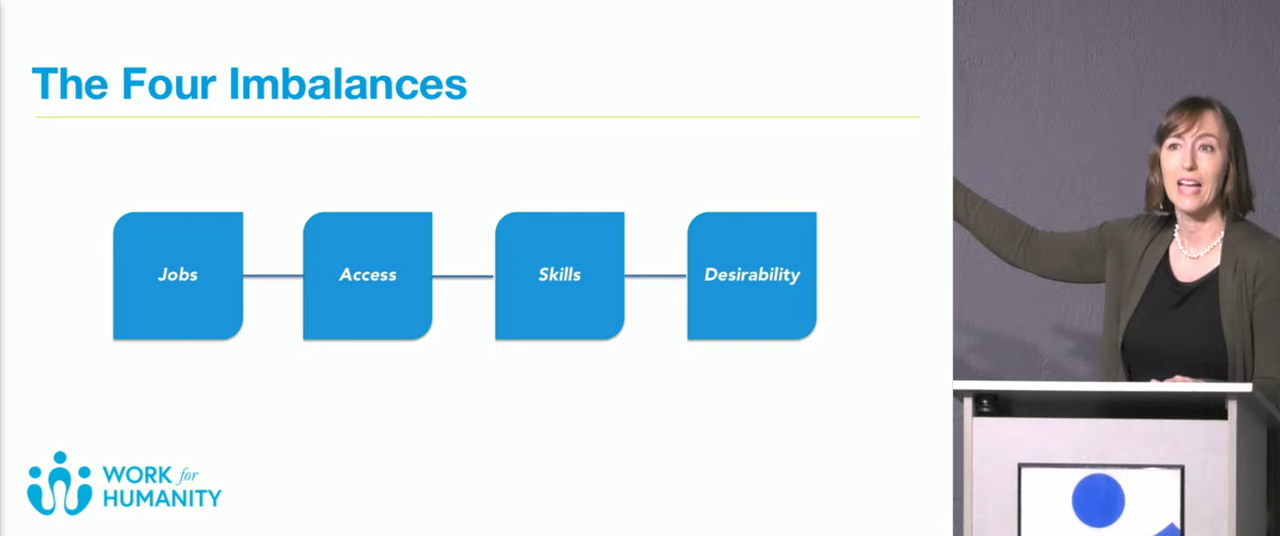 The Four Imbalances
Jobs
Access
Skills
Desirability
WORK for
HUMANITY